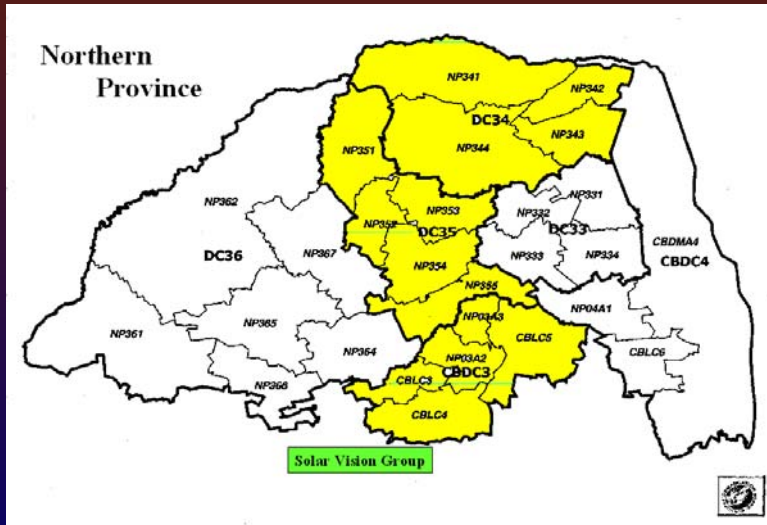 Northern
Province
NP341
NP342
DC34
NP343
NP344
NP351
NP331
NP362
NP353
NP332
NP352
DC35
DC33
CBDMA4
DC36
NP367
NP333
NP334
CBDC4
NP354
NP355
NP04A1
NP365
NP03A3
NP361
CBLC5
NP364
NP03A2
CBLC6
CBLC3
CBDC3
NP368
CBLC4
Solar Vision Group